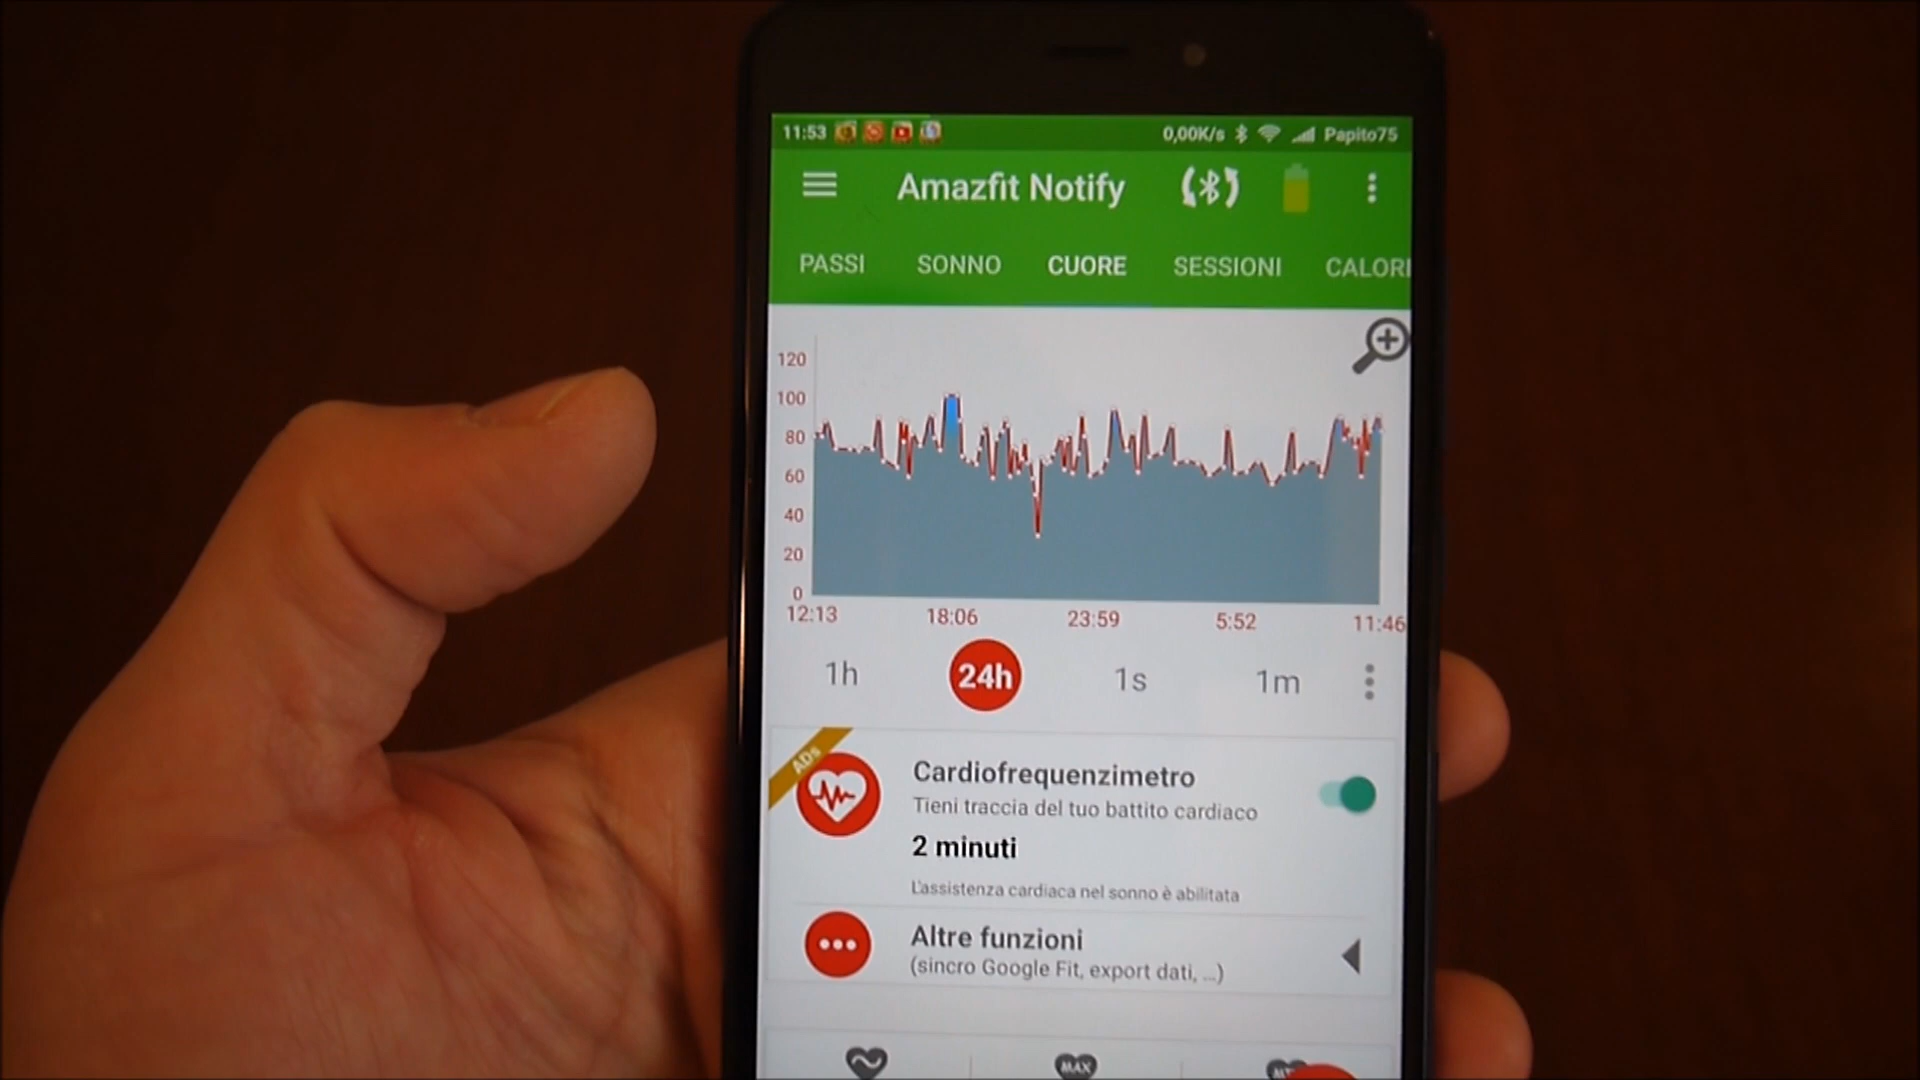 11:53 0,00K/s Papito75
Amazfit Notify
PASSI SONNO CUORE SESSIONI CALORI
120
100
80
60
40
20
0
12:13 18:06 23:59 5:52 11:46
1h 24h 1s 1m
ADs
Cardiofrequenzimetro
Tieni traccia del tuo battito cardiaco
2 minuti
L'assistenza cardiaca nel sonno è abilitata
Altre funzioni
(sincro Google Fit, export dati, ...)
MAX